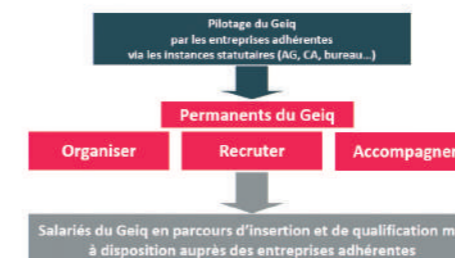 Pilotage du Geiq
par les entreprises adhérentes
via les instances statutaires (AG, CA, bureau...)
Permanents du Geiq
Organiser Recruter Accompagner
Salariés du Geiq en parcours d'insertion et de qualification m
à disposition auprès des entreprises adhérentes